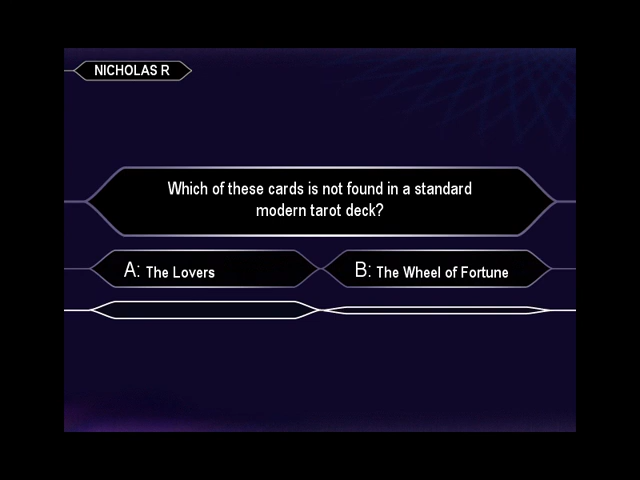 NICHOLAS R
Which of these cards is not found in a standard
modern tarot deck?
A: The Lovers
B: The Wheel of Fortune